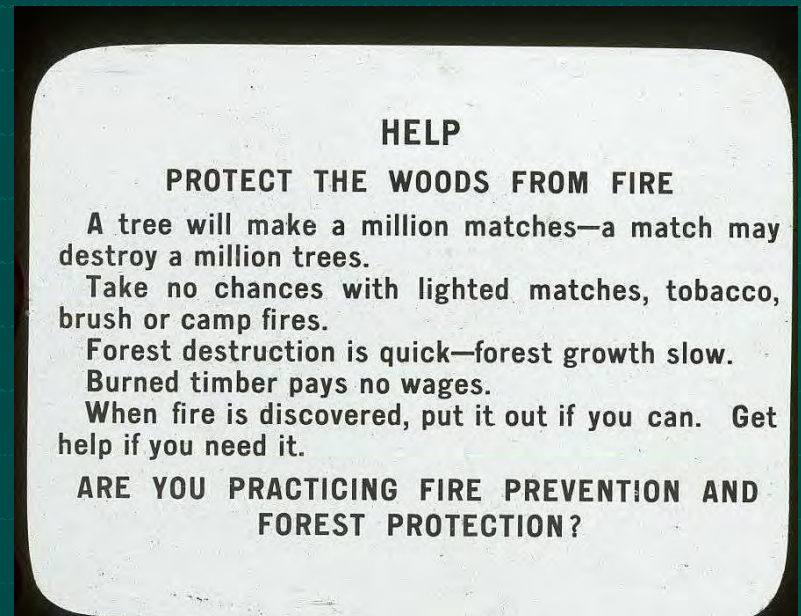 HELP
PROTECT THE WOODS FROM FIRE
A tree will make a million matches—a match may
destroy a million trees.
Take no chances with lighted matches, tobacco,
brush or camp fires.
Forest destruction is quick—forest growth slow.
Burned timber pays no wages.
When fire is discovered, put it out if you can. Get
help if you need it.
ARE YOU PRACTICING FIRE PREVENTION AND
FOREST PROTECTION?